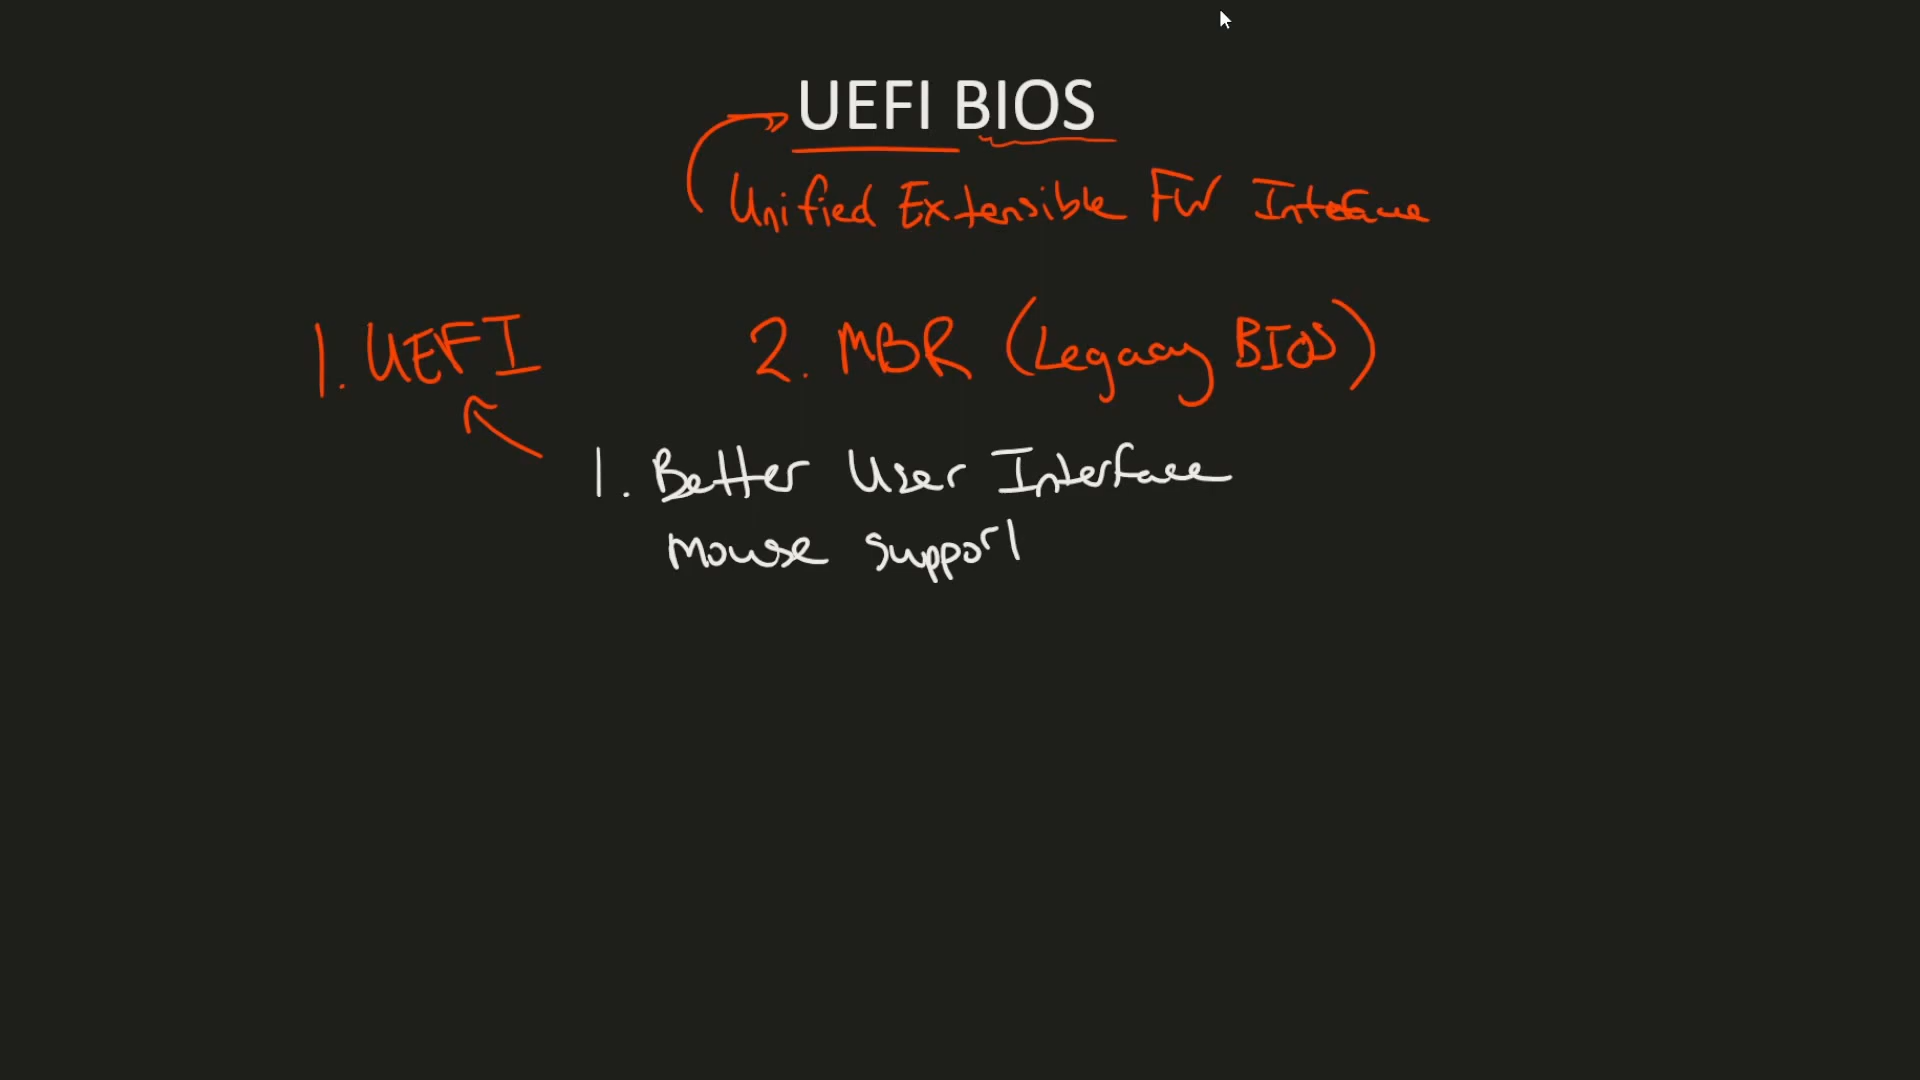 UEFI BIOS
Unified Extensible FW Interface
1. UEFI 2. MBR (Legacy BIOS)
1. Better User Interface
Mouse Support